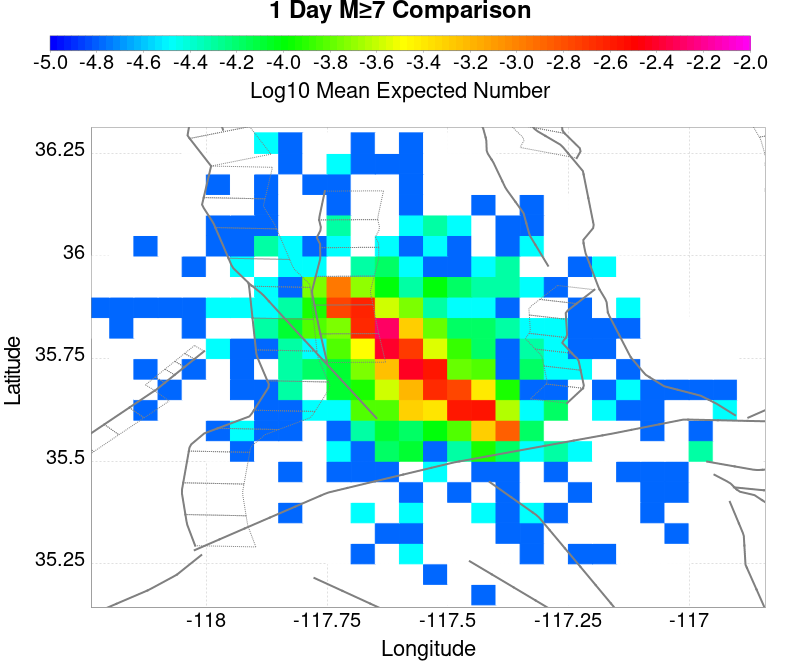 1 Day M≥7 Comparison
-5.0 -4.8 -4.6 -4.4 -4.2 -4.0 -3.8 -3.6 -3.4 -3.2 -3.0 -2.8 -2.6 -2.4 -2.2 -2.0
Log10 Mean Expected Number
36.25
36
35.75
35.5
35.25
Latitude
-118 -117.75 -117.5 -117.25 -117
Longitude